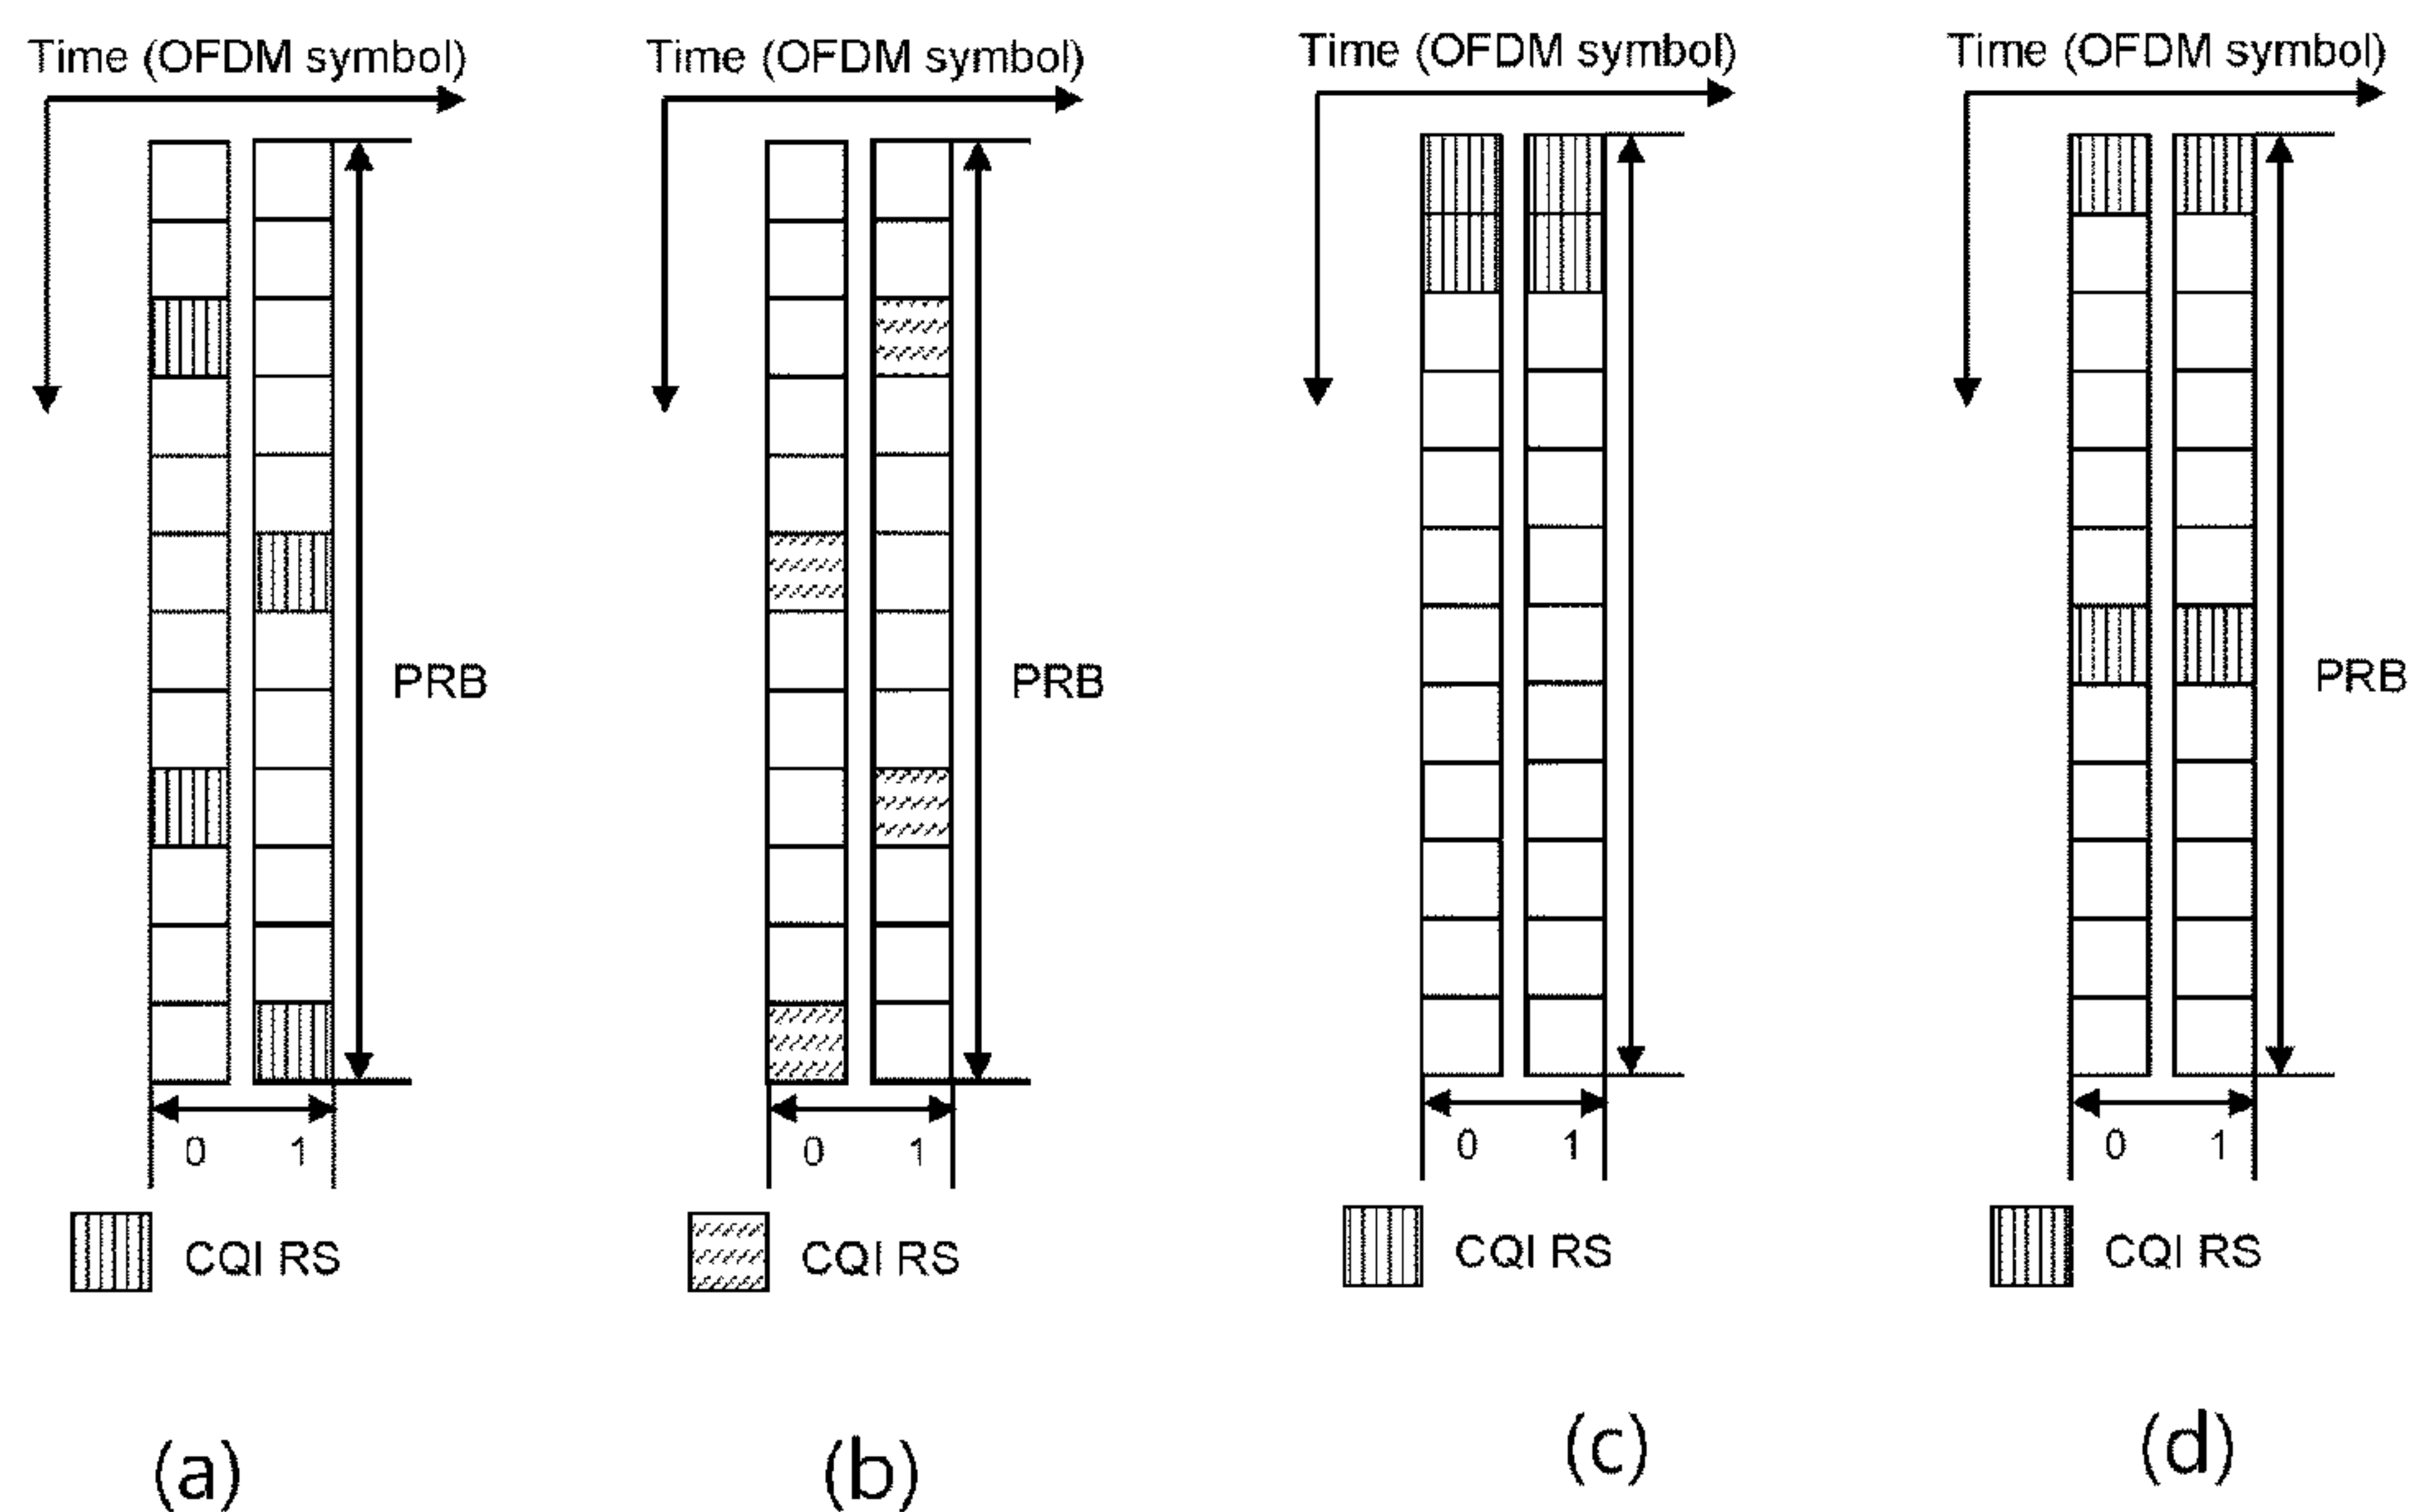 Time (OFDM symbol)
PRB
0 1
CQI RS
(a)
Time (OFDM symbol)
PRB
0 1
CQI RS
(b)
Time (OFDM symbol)
0 1
CQI RS
(c)
Time (OFDM symbol)
PRB
0 1
CQI RS
(d)